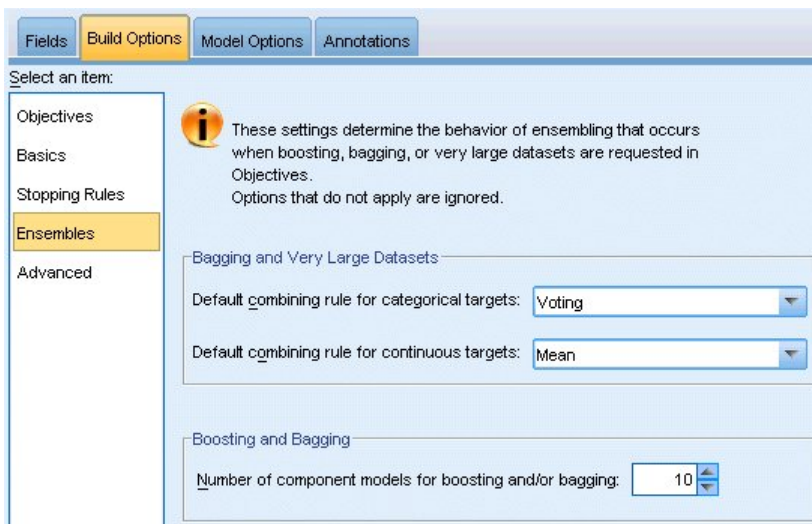 Fields Build Options Model Options Annotations
Select an item:
Objectives
Basics
Stopping Rules
Ensembles
Advanced
These settings determine the behavior of ensembling that occurs
when boosting, bagging, or very large datasets are requested in
Objectives.
Options that do not apply are ignored.
Bagging and Very Large Datasets
Default combining rule for categorical targets: Voting
Default combining rule for continuous targets: Mean
Boosting and Bagging
Number of component models for boosting and/or bagging: 10